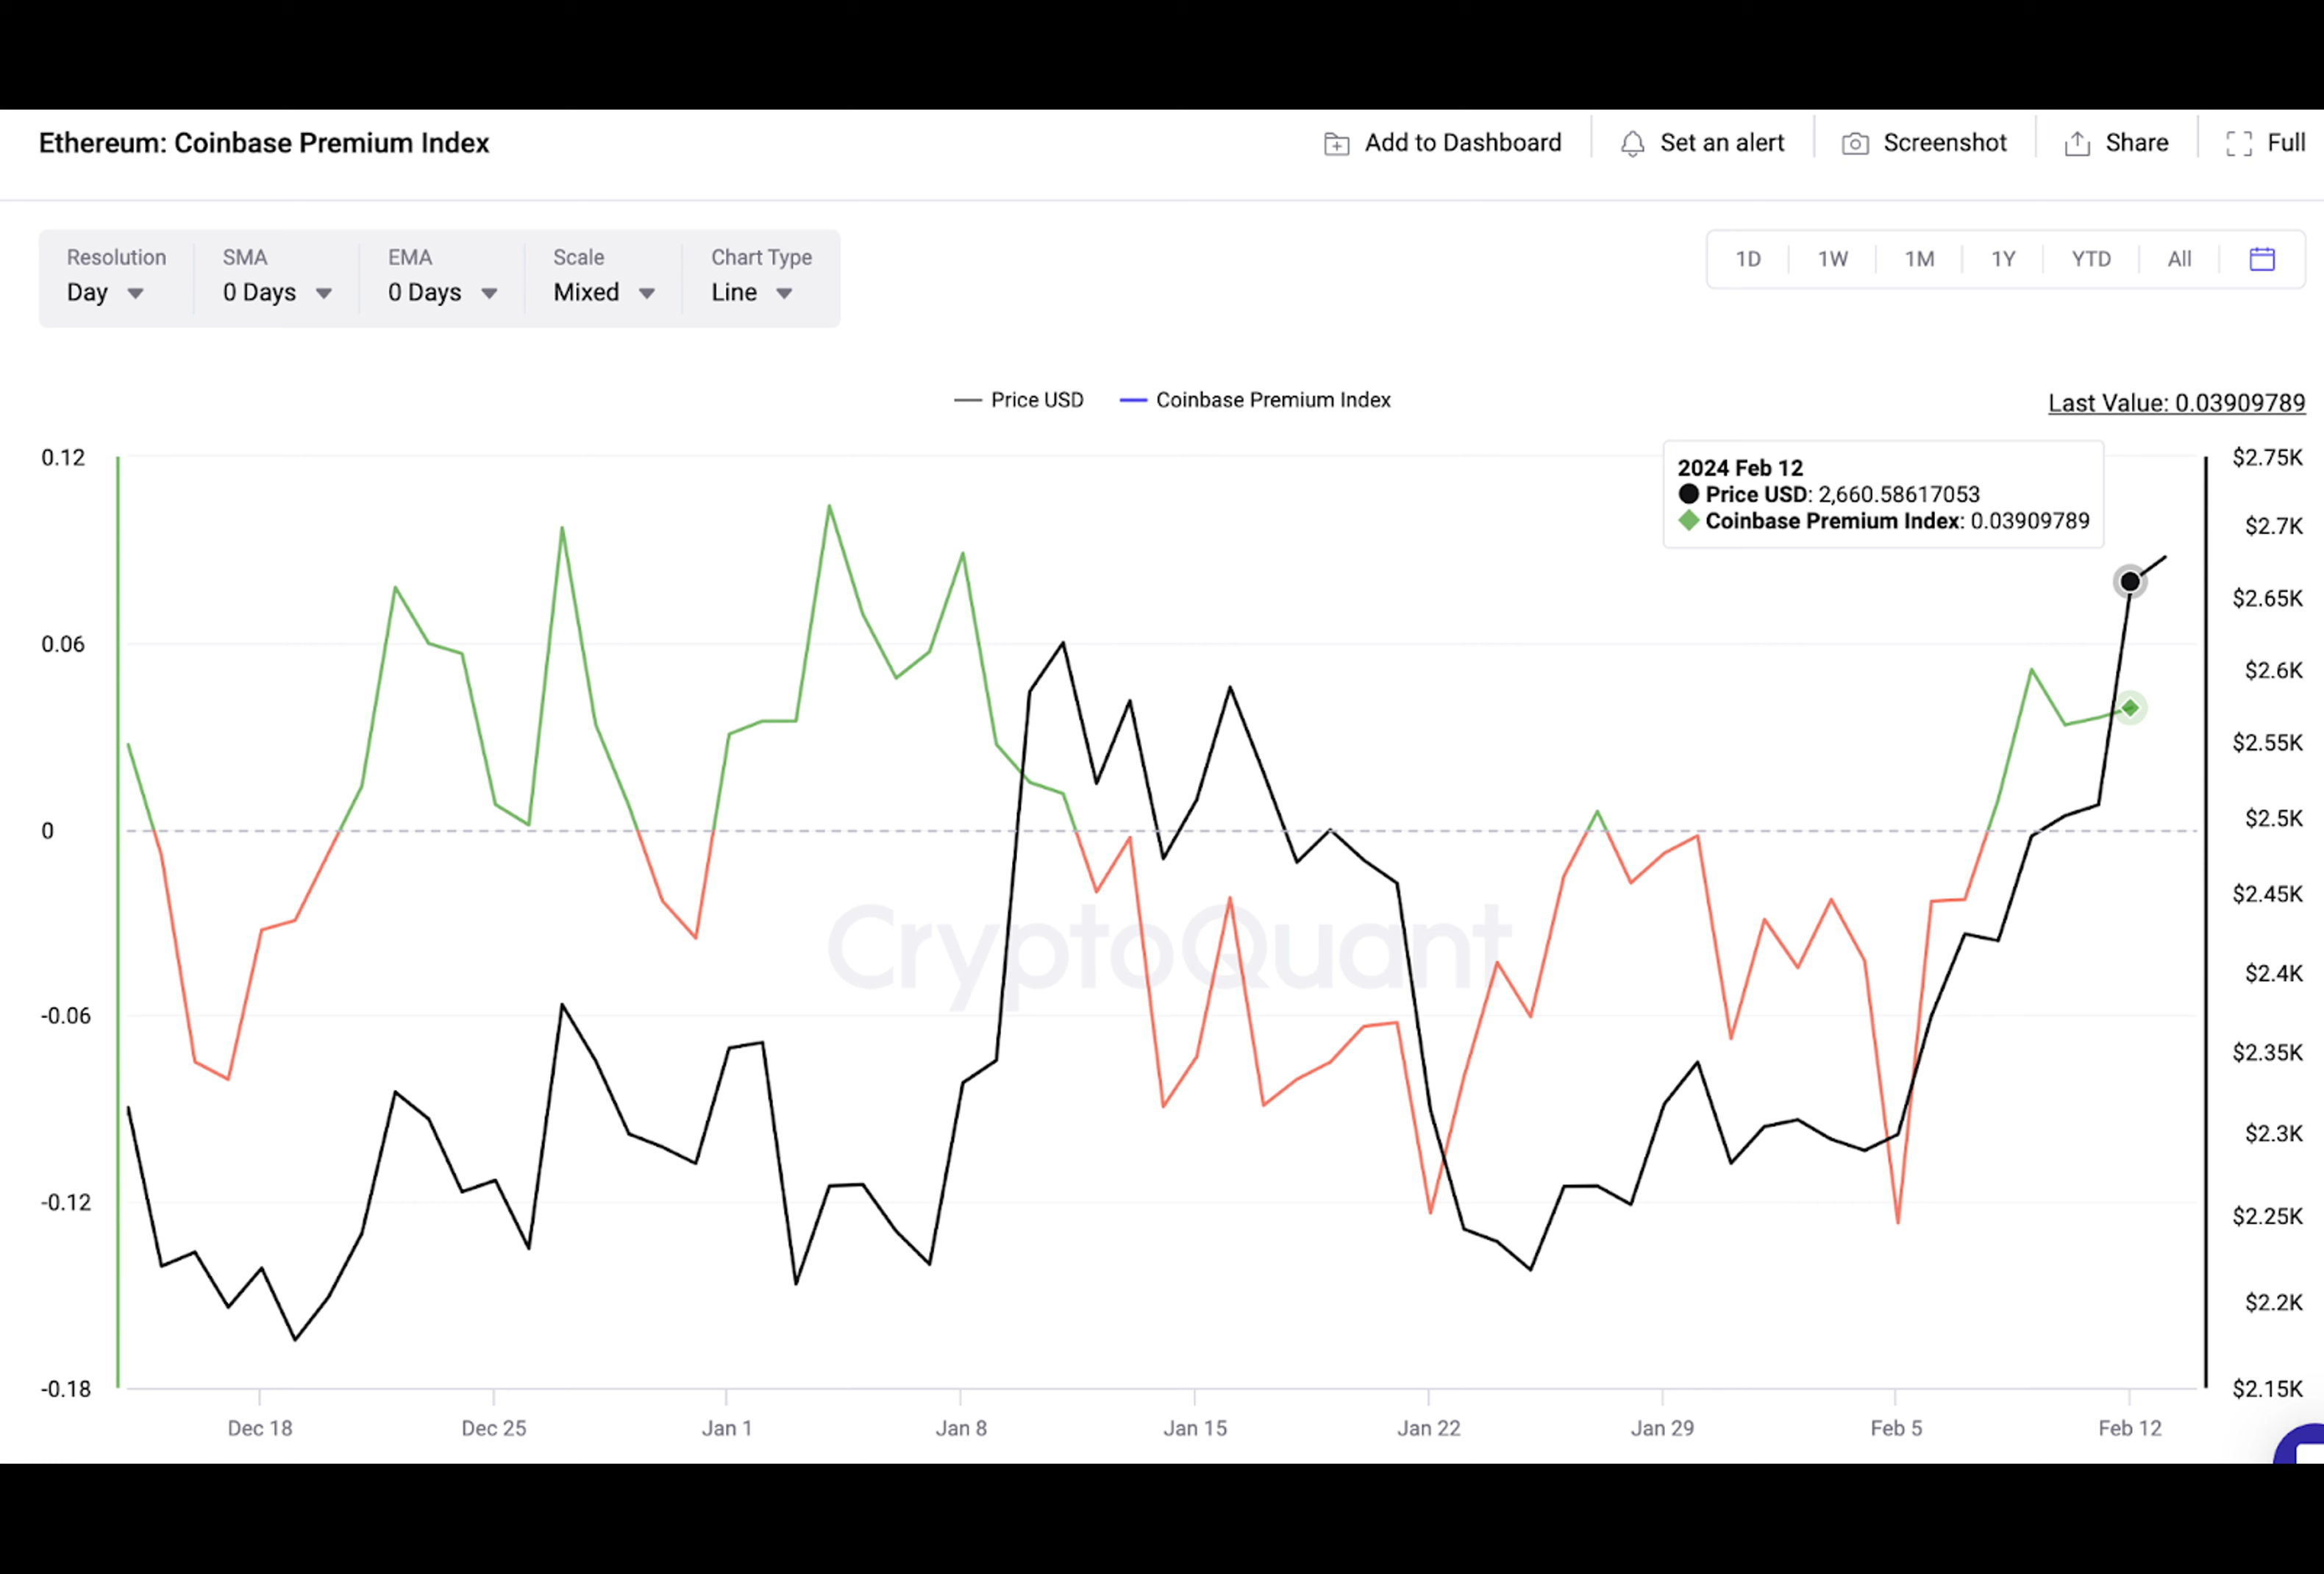 Ethereum: Coinbase Premium Index
Add to Dashboard
Set an alert
Screenshot
Share
Full
Resolution
SMA
EMA
Scale
Chart Type
Day
0 Days
0 Days
Mixed
Line
1D
1W
1M
1Y
YTD
All
Price USD
Coinbase Premium Index
Last Value: 0.03909789
2024 Feb 12
Price USD: 2,660.58617053
Coinbase Premium Index: 0.03909789
0.12
0.06
0
-0.06
-0.12
-0.18
$2.75K
$2.7K
$2.65K
$2.6K
$2.55K
$2.5K
$2.45K
$2.4K
$2.35K
$2.3K
$2.25K
$2.2K
$2.15K
CryptoQuant
Dec 18
Dec 25
Jan 1
Jan 8
Jan 15
Jan 22
Jan 29
Feb 5
Feb 12